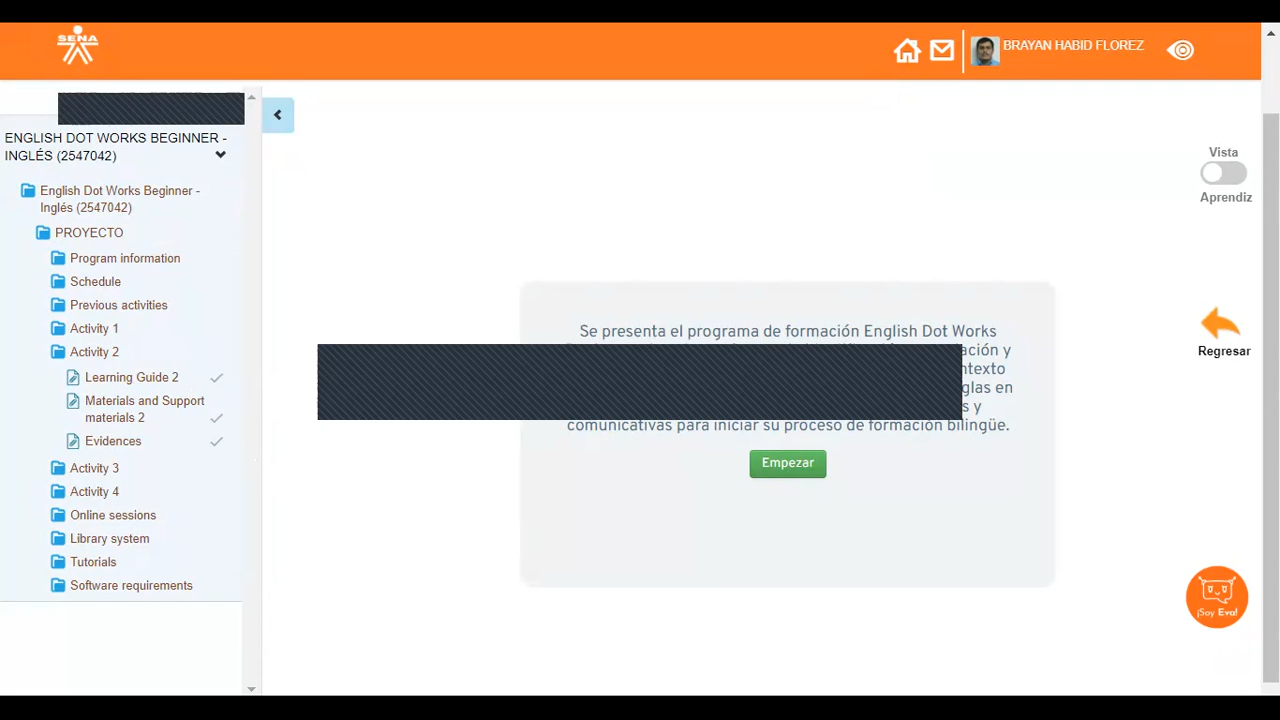 SENA
BRAYAN HABID FLOREZ
ENGLISH DOT WORKS BEGINNER -
INGLÉS (2547042)
English Dot Works Beginner -
Inglés (2547042)
PROYECTO
Program information
Schedule
Previous activities
Activity 1
Activity 2
Learning Guide 2
Materials and Support
materials 2
Evidences
Activity 3
Activity 4
Online sessions
Library system
Tutorials
Software requirements
Se presenta el programa de formación English Dot Works
y
en
y
comunicativas para iniciar su proceso de formación bilingüe.
Empezar
Vista
Aprendiz
Regresar
¡Soy Eva!